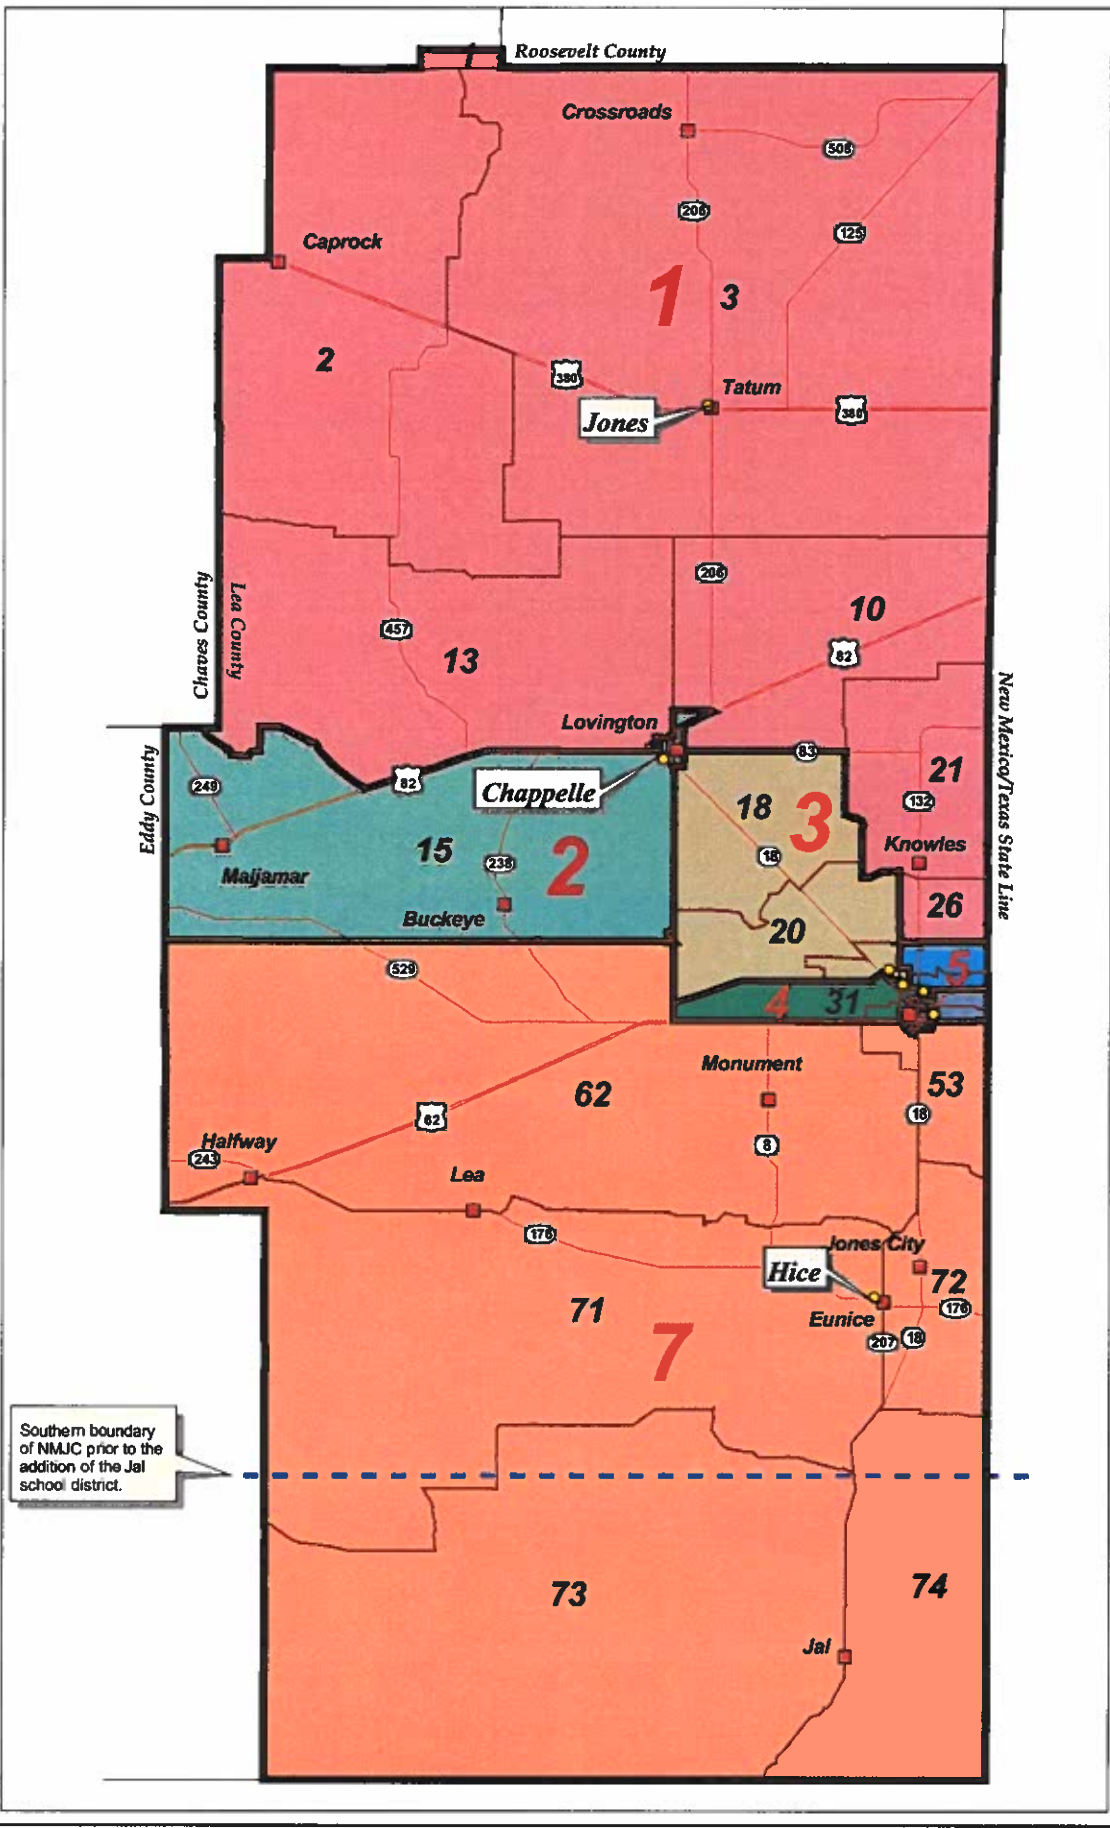 Roosevelt County
Crossroads
508
206
125
Caprock
1
3
2
380
Tatum
380
Jones
Chaves County
Lea County
206
10
457
13
82
New Mexico/Texas State Line
Lovington
83
Eddy County
249
82
Chappelle
21
132
18
3
15
238
2
18
Knowles
Maljamar
Buckeye
26
20
529
5
4
31
Monument
62
53
18
62
8
Halfway
243
Lea
176
Jones City
Hice
72
176
71
Eunice
207
18
7
Southern boundary
of NMJC prior to the
addition of the Jal
school district.
73
74
Jal